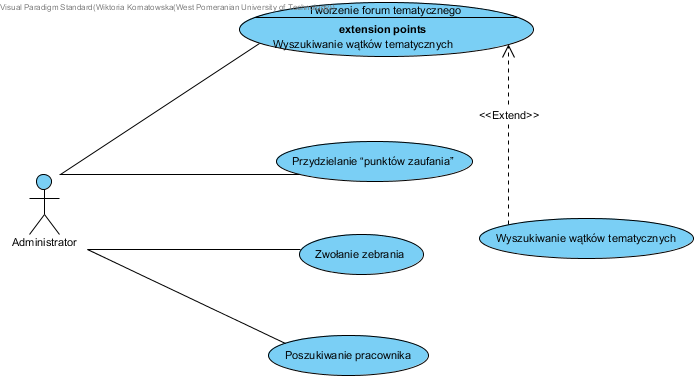 Visual Paradigm Standard(Wiktoria Komatowska(West Pomeranian University of
Tworzenie forum tematycznego
extension points
Wyszukiwanie wątków tematycznych
<<Extend>>
Przydzielanie “punktów zaufania”
Administrator
Wyszukiwanie wątków tematycznych
Zwołanie zebrania
Poszukiwanie pracownika